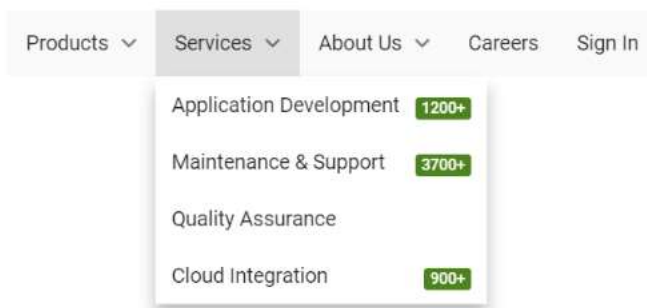 Products Services About Us Careers Sign In
Application Development 1200+
Maintenance & Support 3700+
Quality Assurance
Cloud Integration 900+